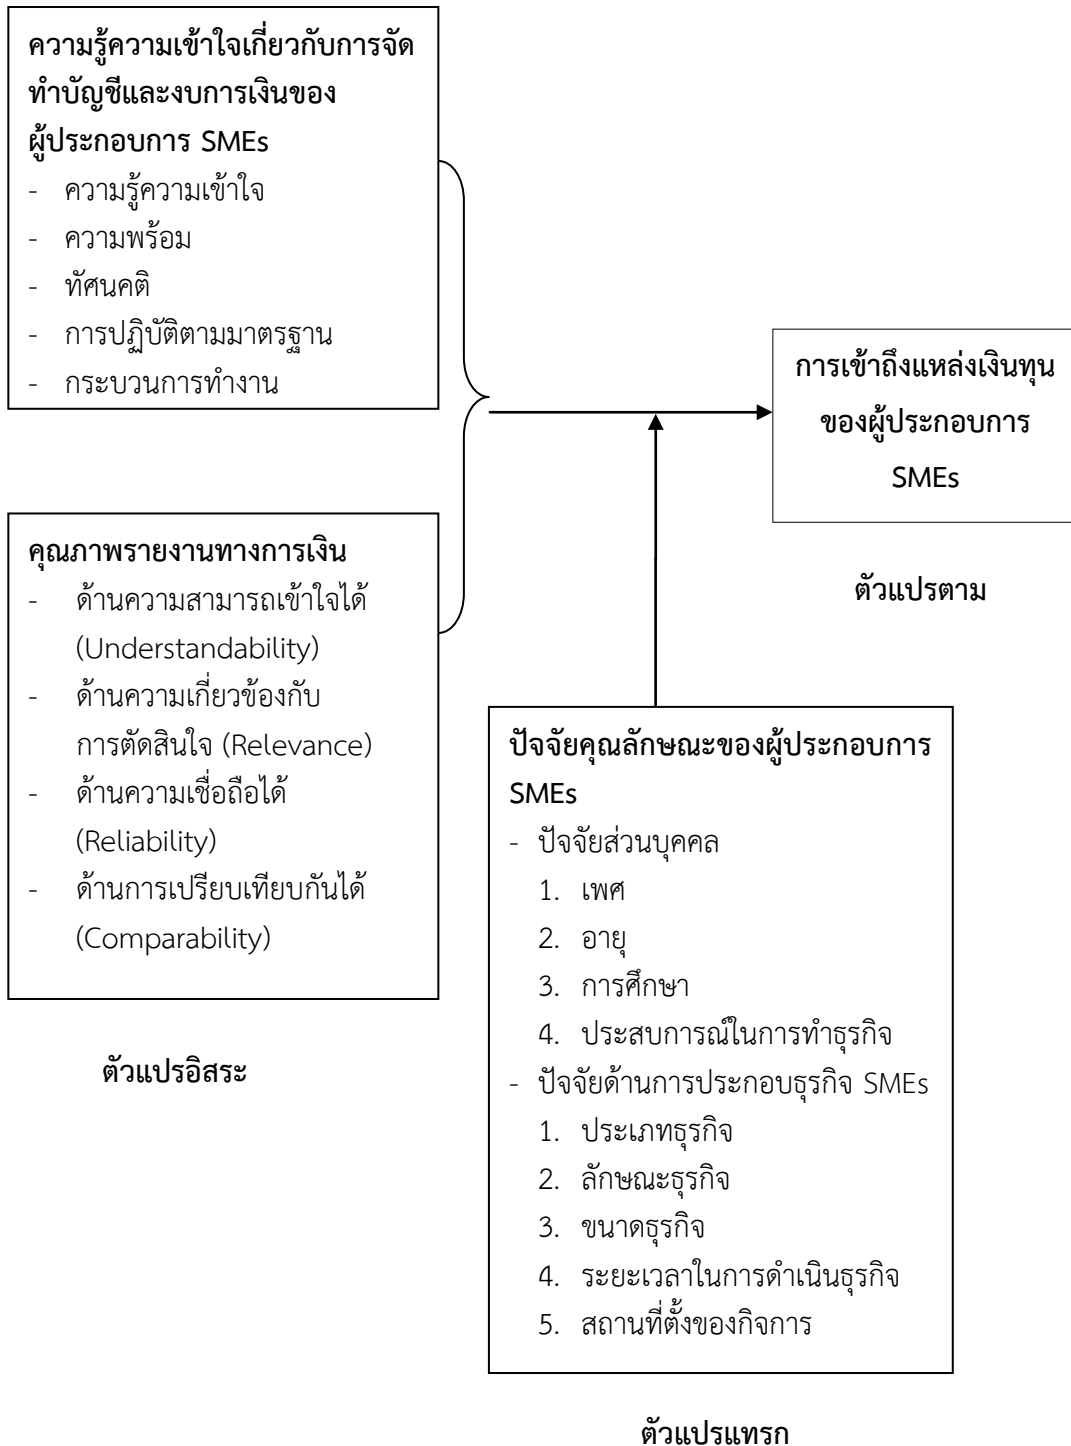 ความรู้ความเข้าใจเกี่ยวกับการจัด
ทำบัญชีและงบการเงินของ
ผู้ประกอบการ SMEs
- ความรู้ความเข้าใจ
- ความพร้อม
- ทัศนคติ
- การปฏิบัติตามมาตรฐาน
- กระบวนการทำงาน
การเข้าถึงแหล่งเงินทุน
ของผู้ประกอบการ
SMEs
ตัวแปรตาม
คุณภาพรายงานทางการเงิน
- ด้านความสามารถเข้าใจได้
(Understandability)
- ด้านความเกี่ยวข้องกับ
การตัดสินใจ (Relevance)
- ด้านความเชื่อถือได้
(Reliability)
- ด้านการเปรียบเทียบกันได้
(Comparability)
ตัวแปรอิสระ
ปัจจัยคุณลักษณะของผู้ประกอบการ
SMEs
- ปัจจัยส่วนบุคคล
1. เพศ
2. อายุ
3. การศึกษา
4. ประสบการณ์ในการทำธุรกิจ
- ปัจจัยด้านการประกอบธุรกิจ SMEs
1. ประเภทธุรกิจ
2. ลักษณะธุรกิจ
3. ขนาดธุรกิจ
4. ระยะเวลาในการดำเนินธุรกิจ
5. สถานที่ตั้งของกิจการ
ตัวแปรแทรก